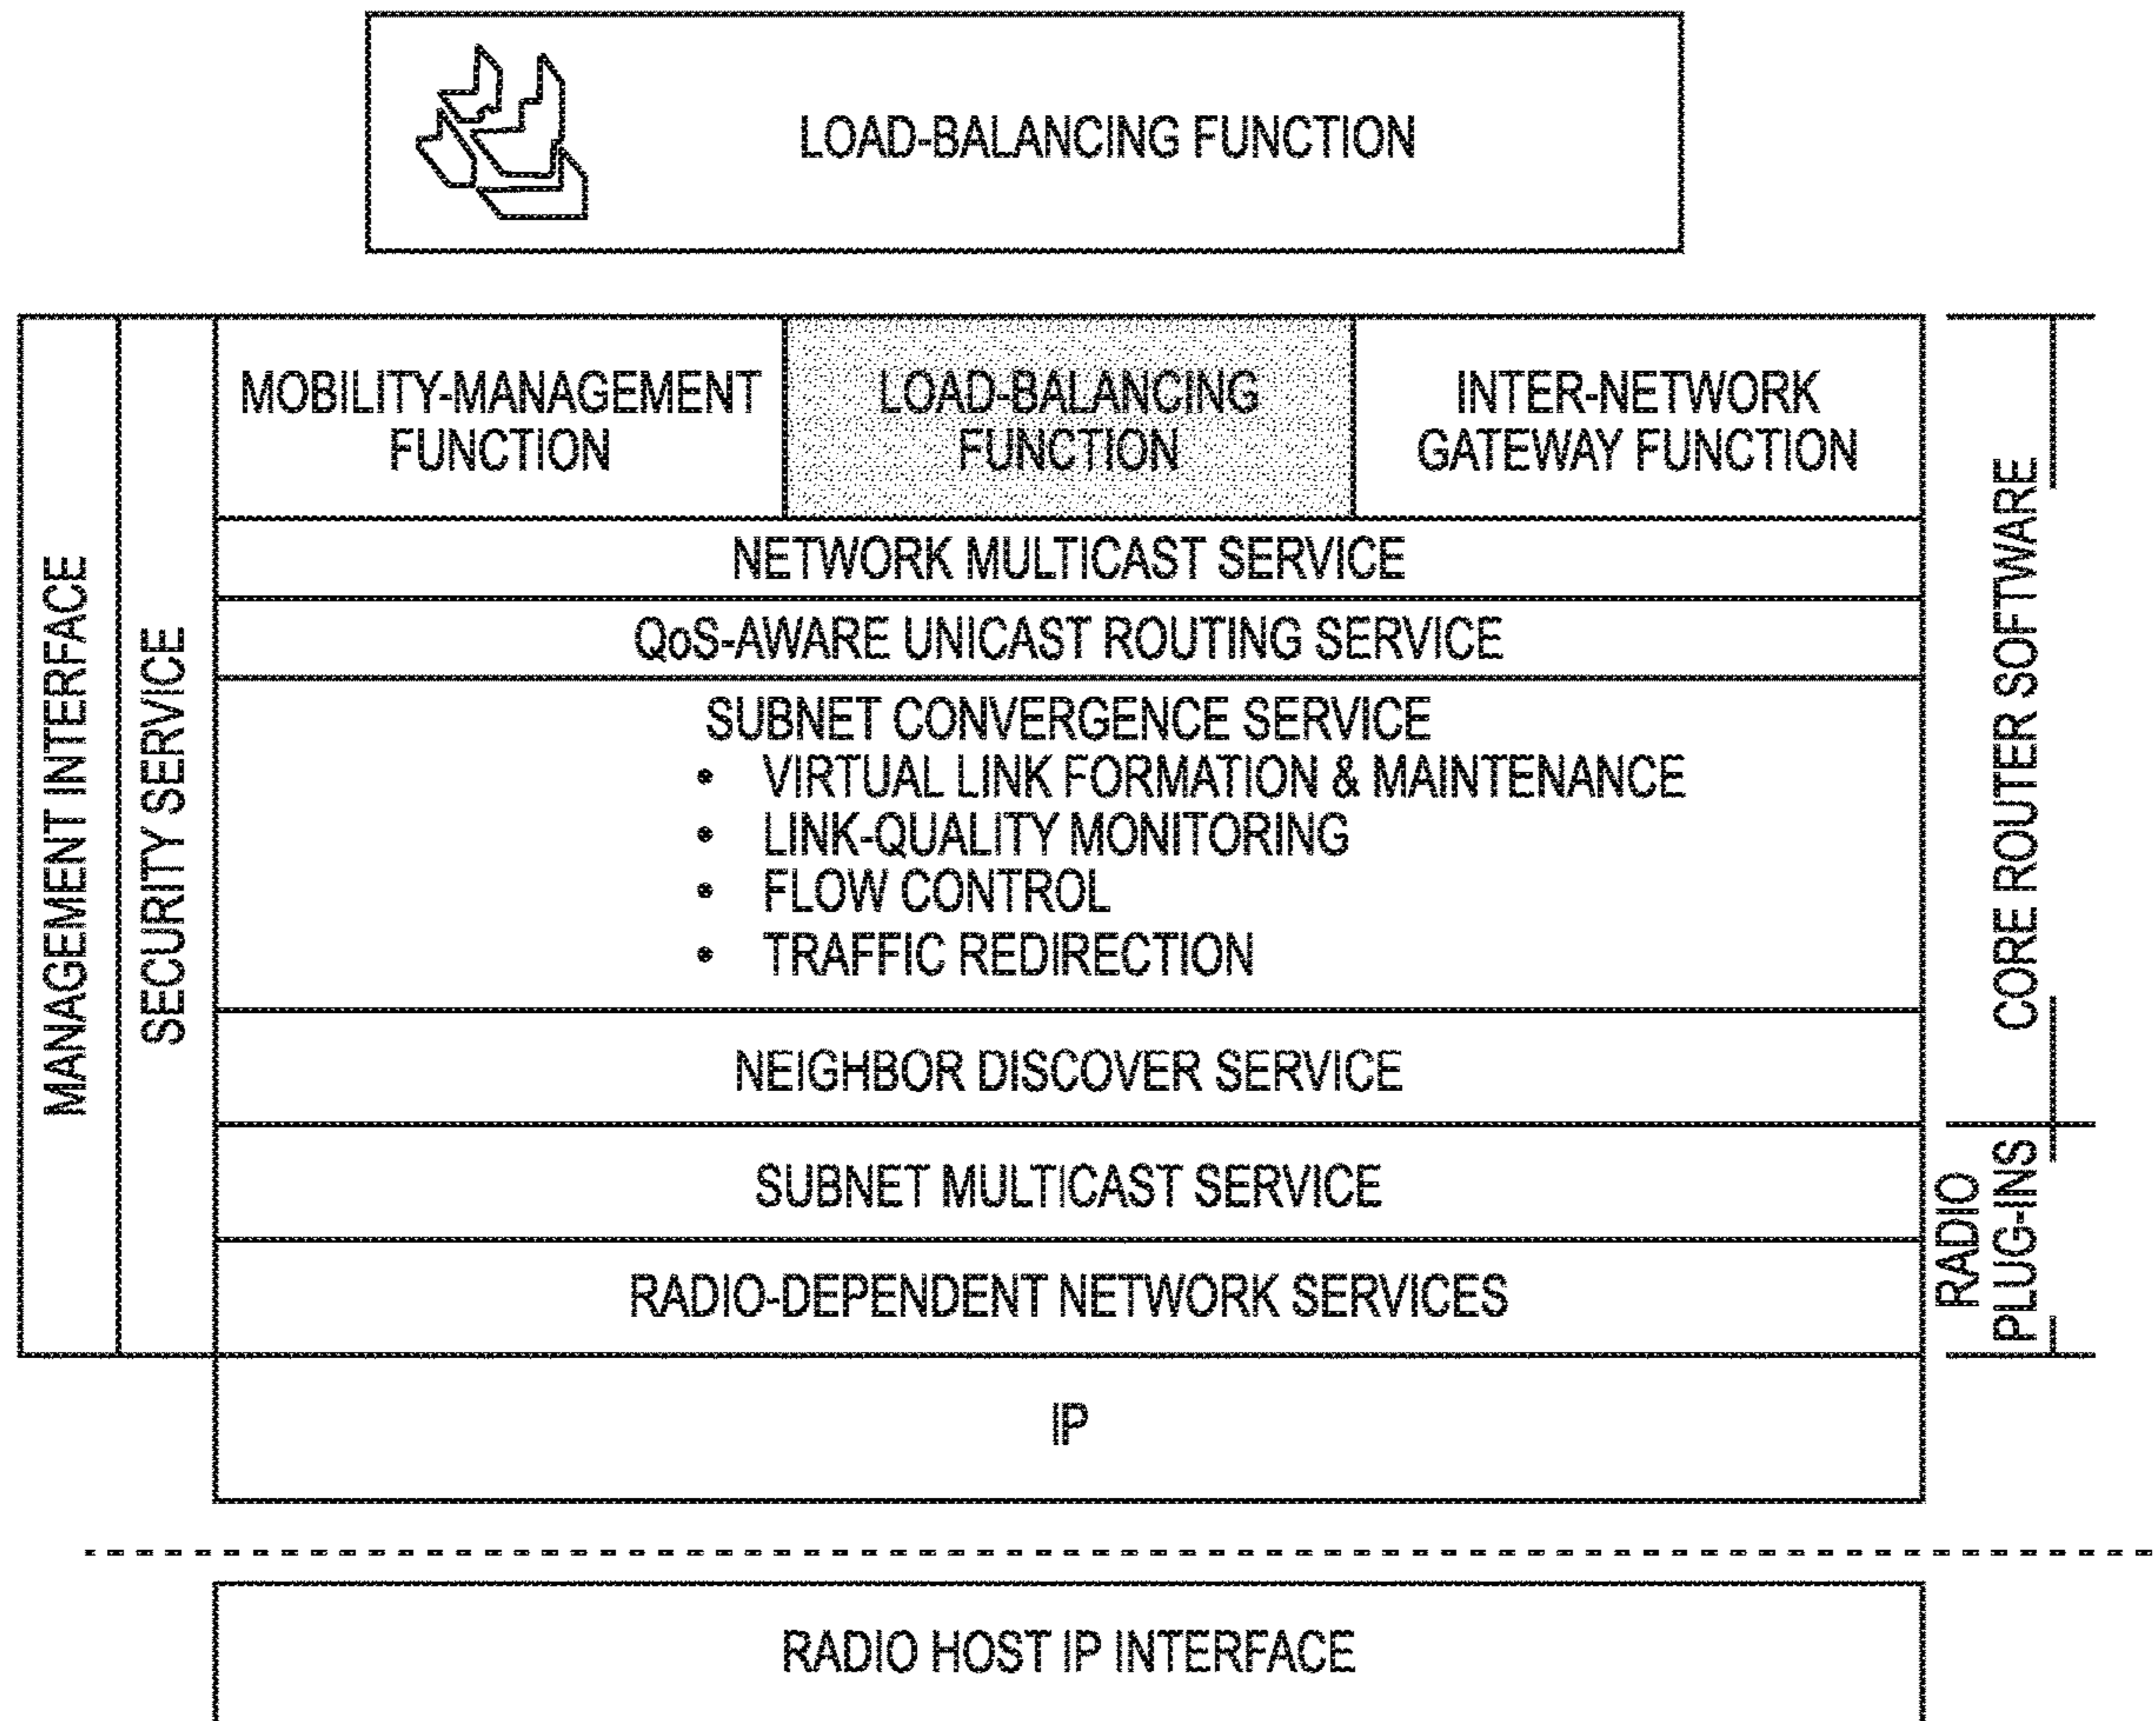 LOAD-BALANCING FUNCTION
MANAGEMENT INTERFACE
SECURITY SERVICE
MOBILITY-MANAGEMENT
FUNCTION
LOAD-BALANCING
FUNCTION
INTER-NETWORK
GATEWAY FUNCTION
NETWORK MULTICAST SERVICE
QoS-AWARE UNICAST ROUTING SERVICE
SUBNET CONVERGENCE SERVICE
• VIRTUAL LINK FORMATION & MAINTENANCE
• LINK-QUALITY MONITORING
• FLOW CONTROL
• TRAFFIC REDIRECTION
NEIGHBOR DISCOVER SERVICE
SUBNET MULTICAST SERVICE
RADIO-DEPENDENT NETWORK SERVICES
IP
CORE ROUTER SOFTWARE
RADIO
PLUG-INS
RADIO HOST IP INTERFACE